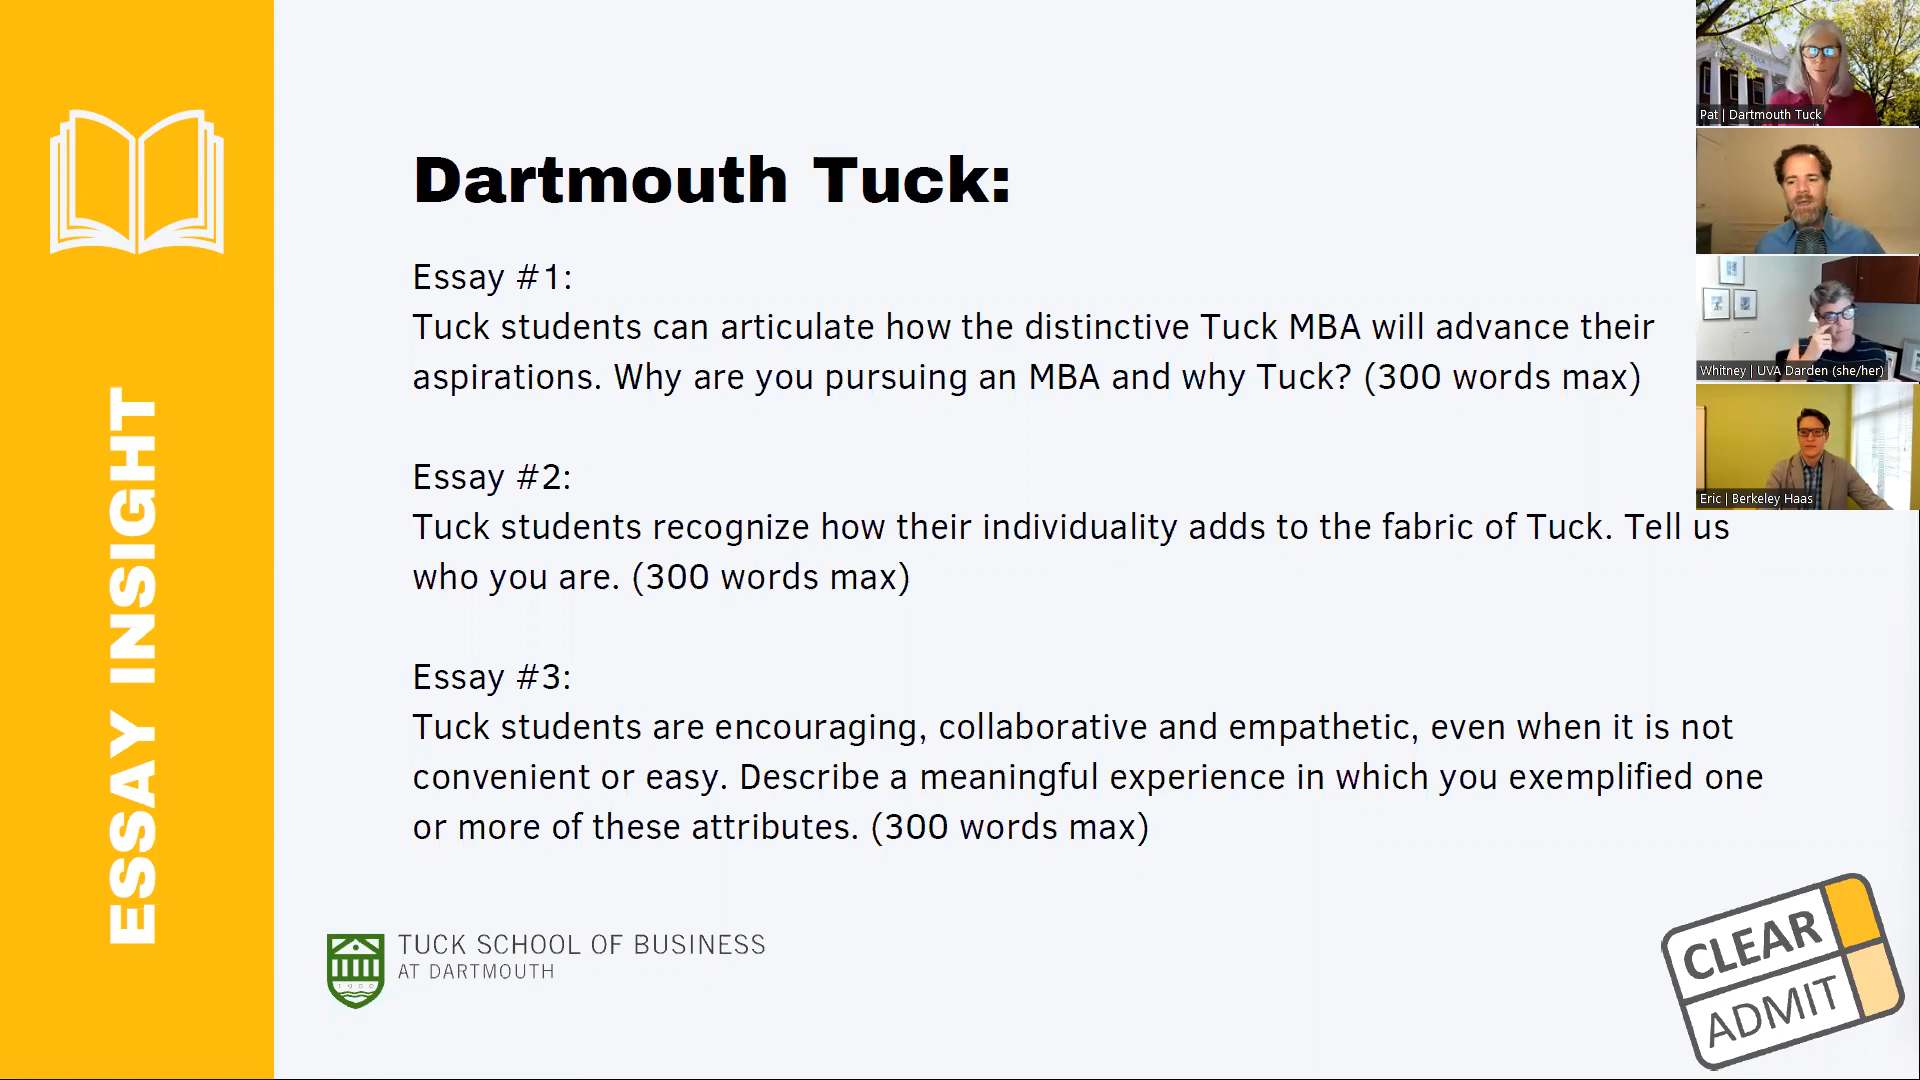 ESSAY INSIGHT
Dartmouth Tuck:
Essay #1:
Tuck students can articulate how the distinctive Tuck MBA will advance their
aspirations. Why are you pursuing an MBA and why Tuck? (300 words max)
Essay #2:
Tuck students recognize how their individuality adds to the fabric of Tuck. Tell us
who you are. (300 words max)
Essay #3:
Tuck students are encouraging, collaborative and empathetic, even when it is not
convenient or easy. Describe a meaningful experience in which you exemplified one
or more of these attributes. (300 words max)
1900
TUCK SCHOOL OF BUSINESS
AT DARTMOUTH
CLEAR
ADMIT
Pat | Dartmouth Tuck
Whitney | UVA Darden (she/her)
Eric | Berkeley Haas